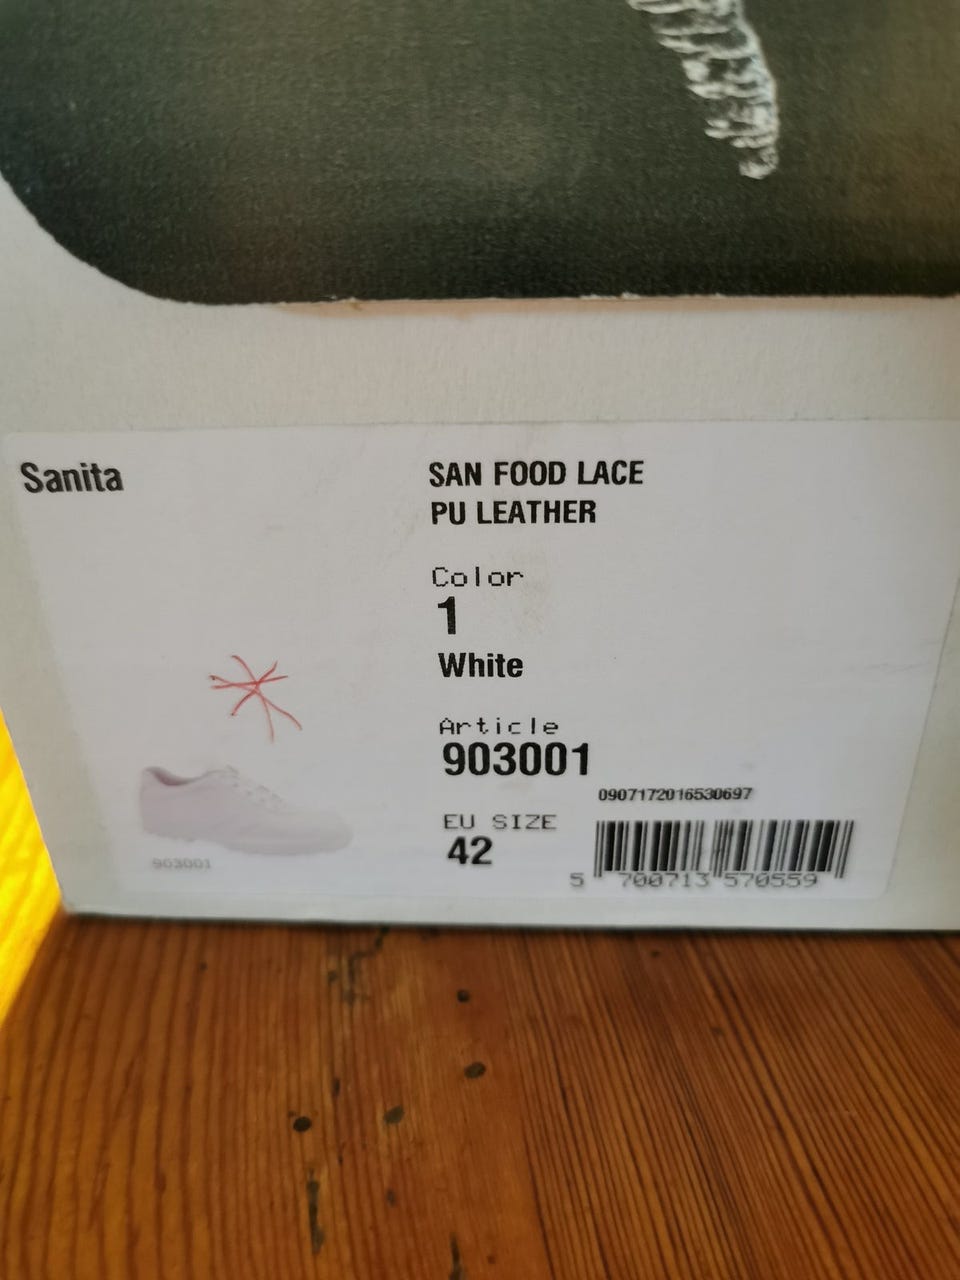 Sanita
SAN FOOD LACE
PU LEATHER
Color
1
White
Article
903001
0907172016530697
EU SIZE
42
903001
5 700713 570559